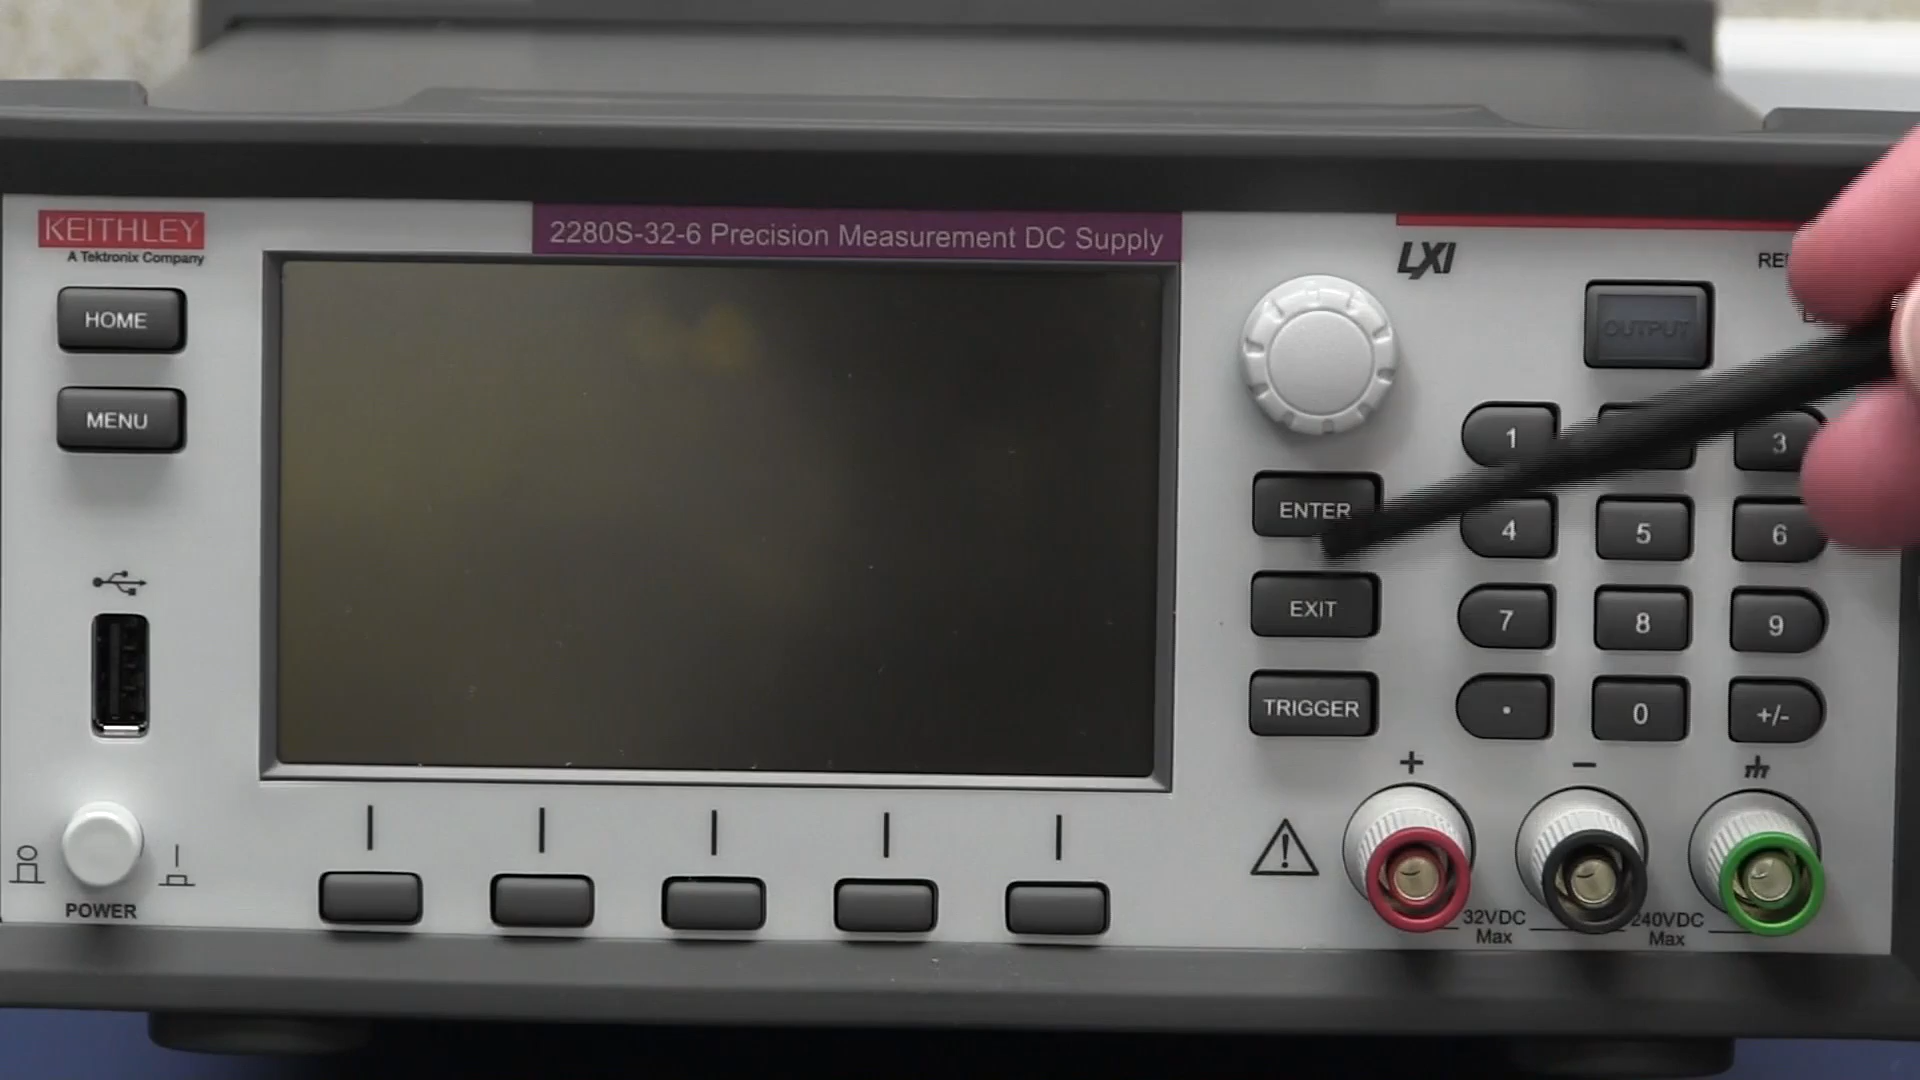 KEITHLEY
A Tektronix Company
2280S-32-6 Precision Measurement DC Supply
LXI
HOME
MENU
OUTPUT
ENTER
EXIT
TRIGGER
1
3
4
5
6
7
8
9
.
0
+/-
+
−
POWER
32VDC
Max
240VDC
Max